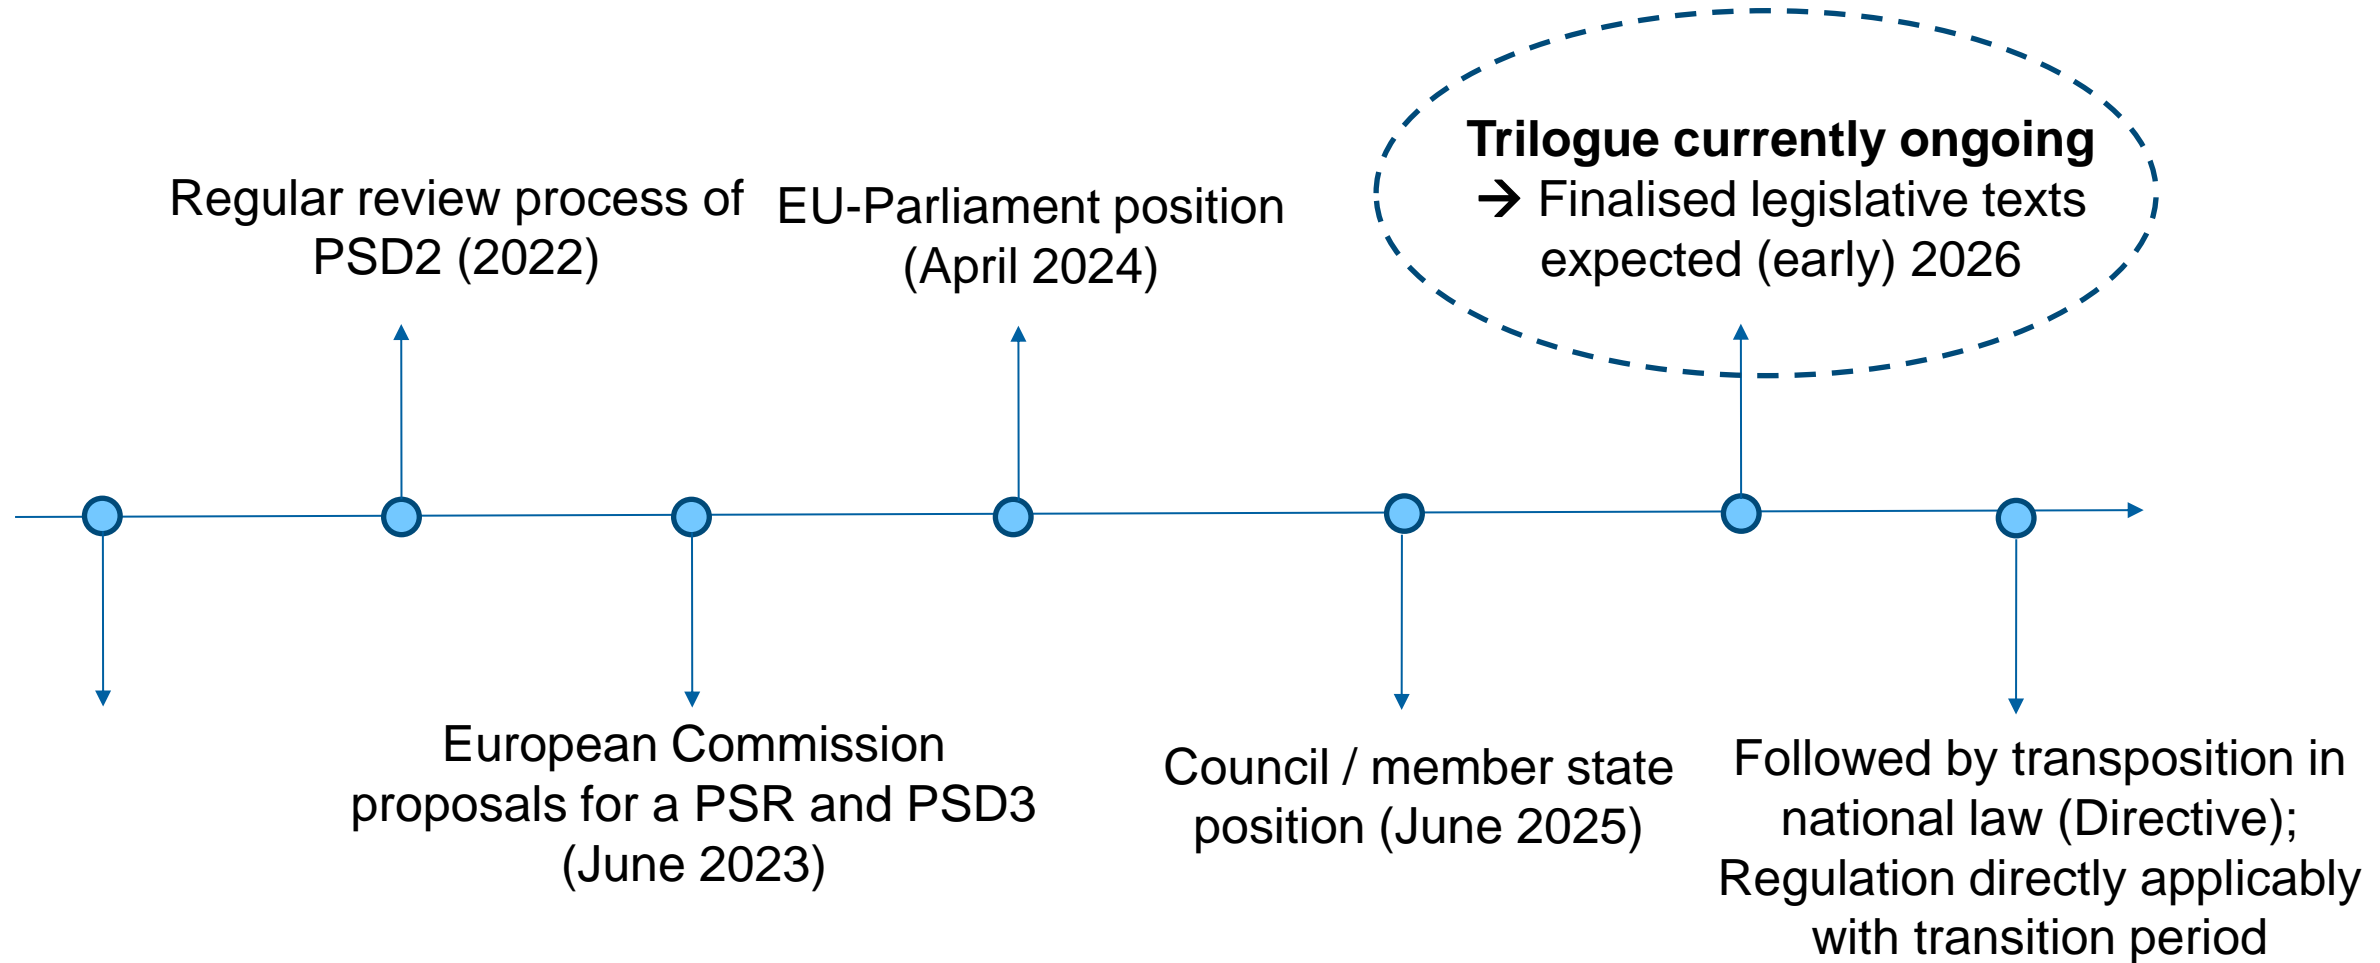 Regular review process of
PSD2 (2022)
European Commission
proposals for a PSR and PSD3
(June 2023)
EU-Parliament position
(April 2024)
Council / member state
position (June 2025)
Trilogue currently ongoing
→ Finalised legislative texts
expected (early) 2026
Followed by transposition in
national law (Directive);
Regulation directly applicably
with transition period